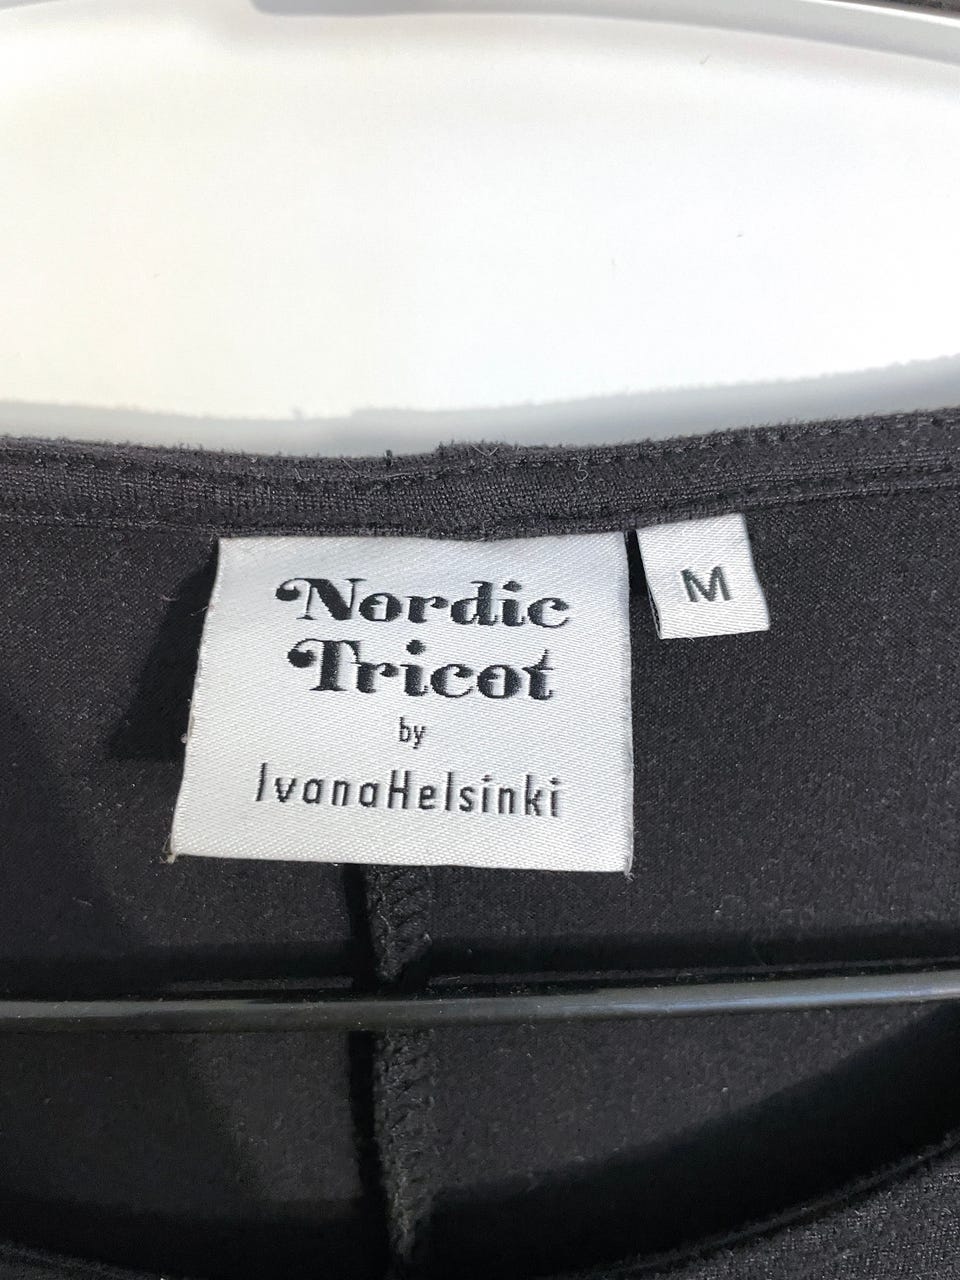 Nordic
Tricot
by
IvanaHelsinki
M